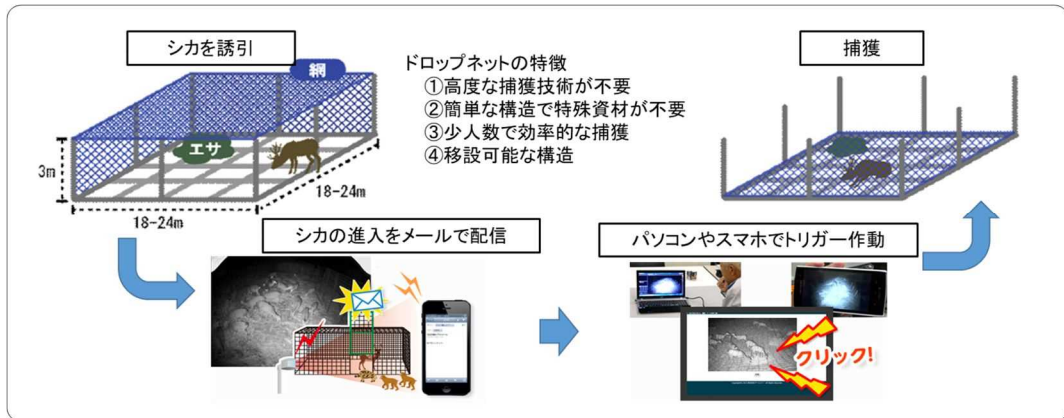 シカを誘引
網
エサ
3m
18-24m
18-24m
ドロップネットの特徴
①高度な捕獲技術が不要
②簡単な構造で特殊資材が不要
③少人数で効率的な捕獲
④移設可能な構造
捕獲
シカの進入をメールで配信
パソコンやスマホでトリガー作動
クリック!